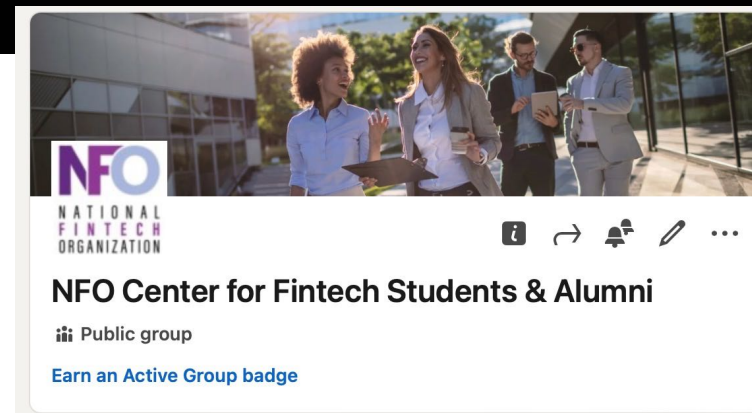 NFO
NATIONAL
FINTECH
ORGANIZATION
NFO Center for Fintech Students & Alumni
Public group
Earn an Active Group badge